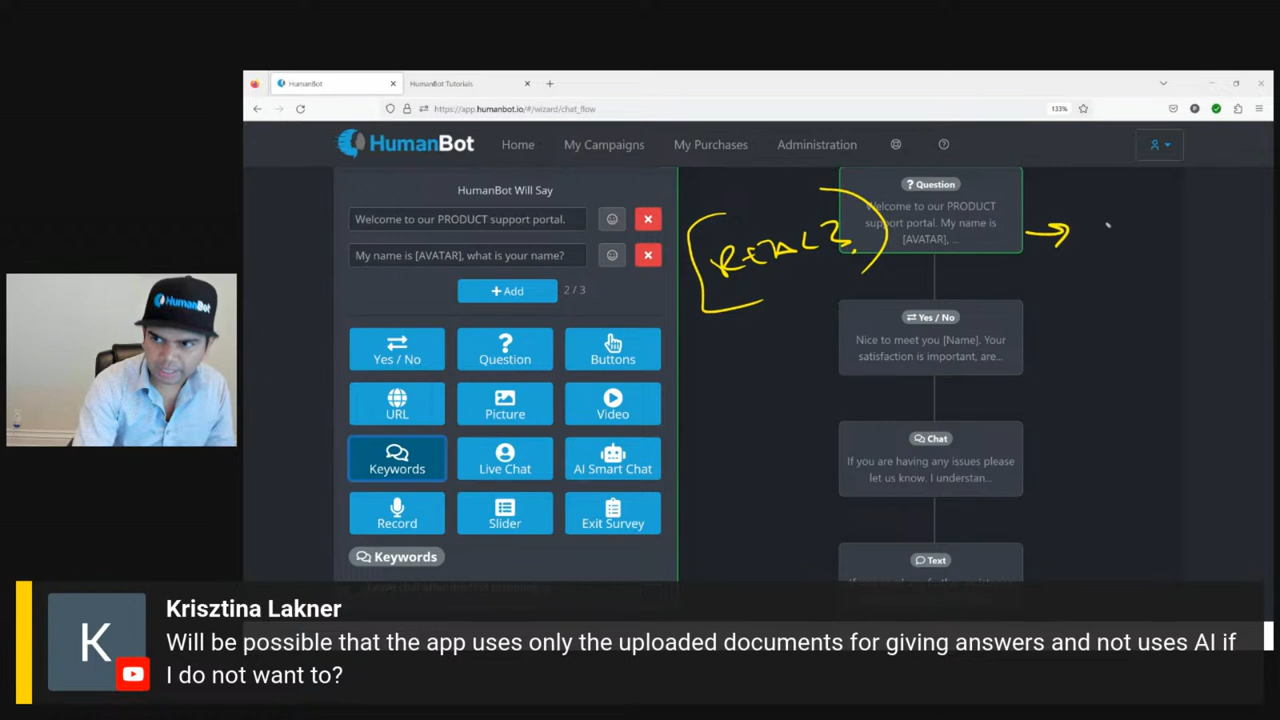 HumanBot
HumanBot Tutorials
https://app.humanbot.io/#/wizard/chat_flow
133%
HumanBot
Home
My Campaigns
My Purchases
Administration
HumanBot Will Say
Welcome to our PRODUCT support portal.
My name is [AVATAR], what is your name?
+ Add
2 / 3
Yes / No
Question
Buttons
URL
Picture
Video
Keywords
Live Chat
AI Smart Chat
Record
Slider
Exit Survey
Keywords
Question
Welcome to our PRODUCT
support portal. My name is
[AVATAR], ...
Yes / No
Nice to meet you [Name]. Your
satisfaction is important, are...
Chat
If you are having any issues please
let us know. I understan...
Text
HumanBot
K
Krisztina Lakner
Will be possible that the app uses only the uploaded documents for giving answers and not uses AI if
I do not want to?